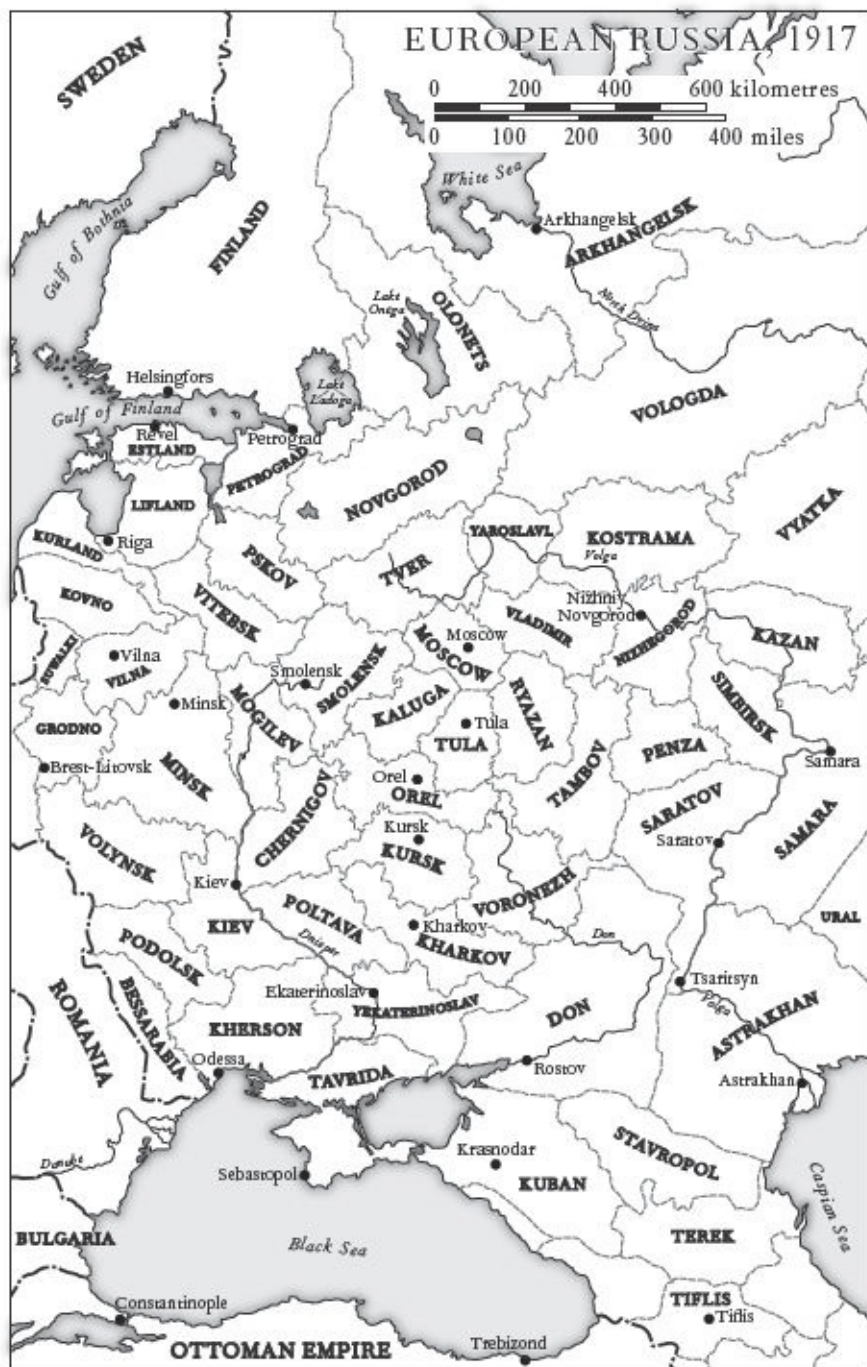 EUROPEAN RUSSIA, 1917
0 200 400 600 kilometres
0 100 200 300 400 miles
SWEDEN
White Sea
Arkhangelsk
ARKHANGELSK
Gulf of Bothnia
FINLAND
North Dvina
Lake Onega
OLONETS
Lake Ladoga
VOLOGDA
Helsingfors
Gulf of Finland
Revel
ESTLAND
Petrograd
PETROGRAD
NOVGOROD
LIFLAND
VYATKA
KURLAND
Riga
PSKOV
TVER
YAROSLAVL
KOSTRAMA
Volga
KOVNO
VITEBSK
Nizhniy Novgorod
VLADIMIR
NIZHEGOROD
KAZAN
SUWALKI
Vilna
VILNA
Moscow
MOSCOW
Smolensk
SMOLENSK
MOGILEV
Minsk
KALUGA
RYAZAN
SIMBIRSK
GRODNO
Tula
TULA
PENZA
Samara
Brest-Litovsk
MINSK
Orel
OREL
TAMBOV
SARATOV
SAMARA
CHERNIGOV
Kursk
KURSK
Saratov
VOLYNSK
Kiev
KIEV
POLTAVA
VORONEZH
Kharkov
KHARKOV
Don
URAL
PODOLSK
Dnieper
Tsaritsyn
Volga
ROMANIA
BESSARABIA
Ekaterinoslav
YEKATERINOSLAV
DON
ASTRAKHAN
KHERSON
Odessa
TAVRIDA
Rostov
Astrakhan
Danube
Krasnodar
STAVROPOL
Sebastopol
KUBAN
Caspian Sea
BULGARIA
Black Sea
TEREK
TIFLIS
Tiflis
Constantinople
OTTOMAN EMPIRE
Trebizond